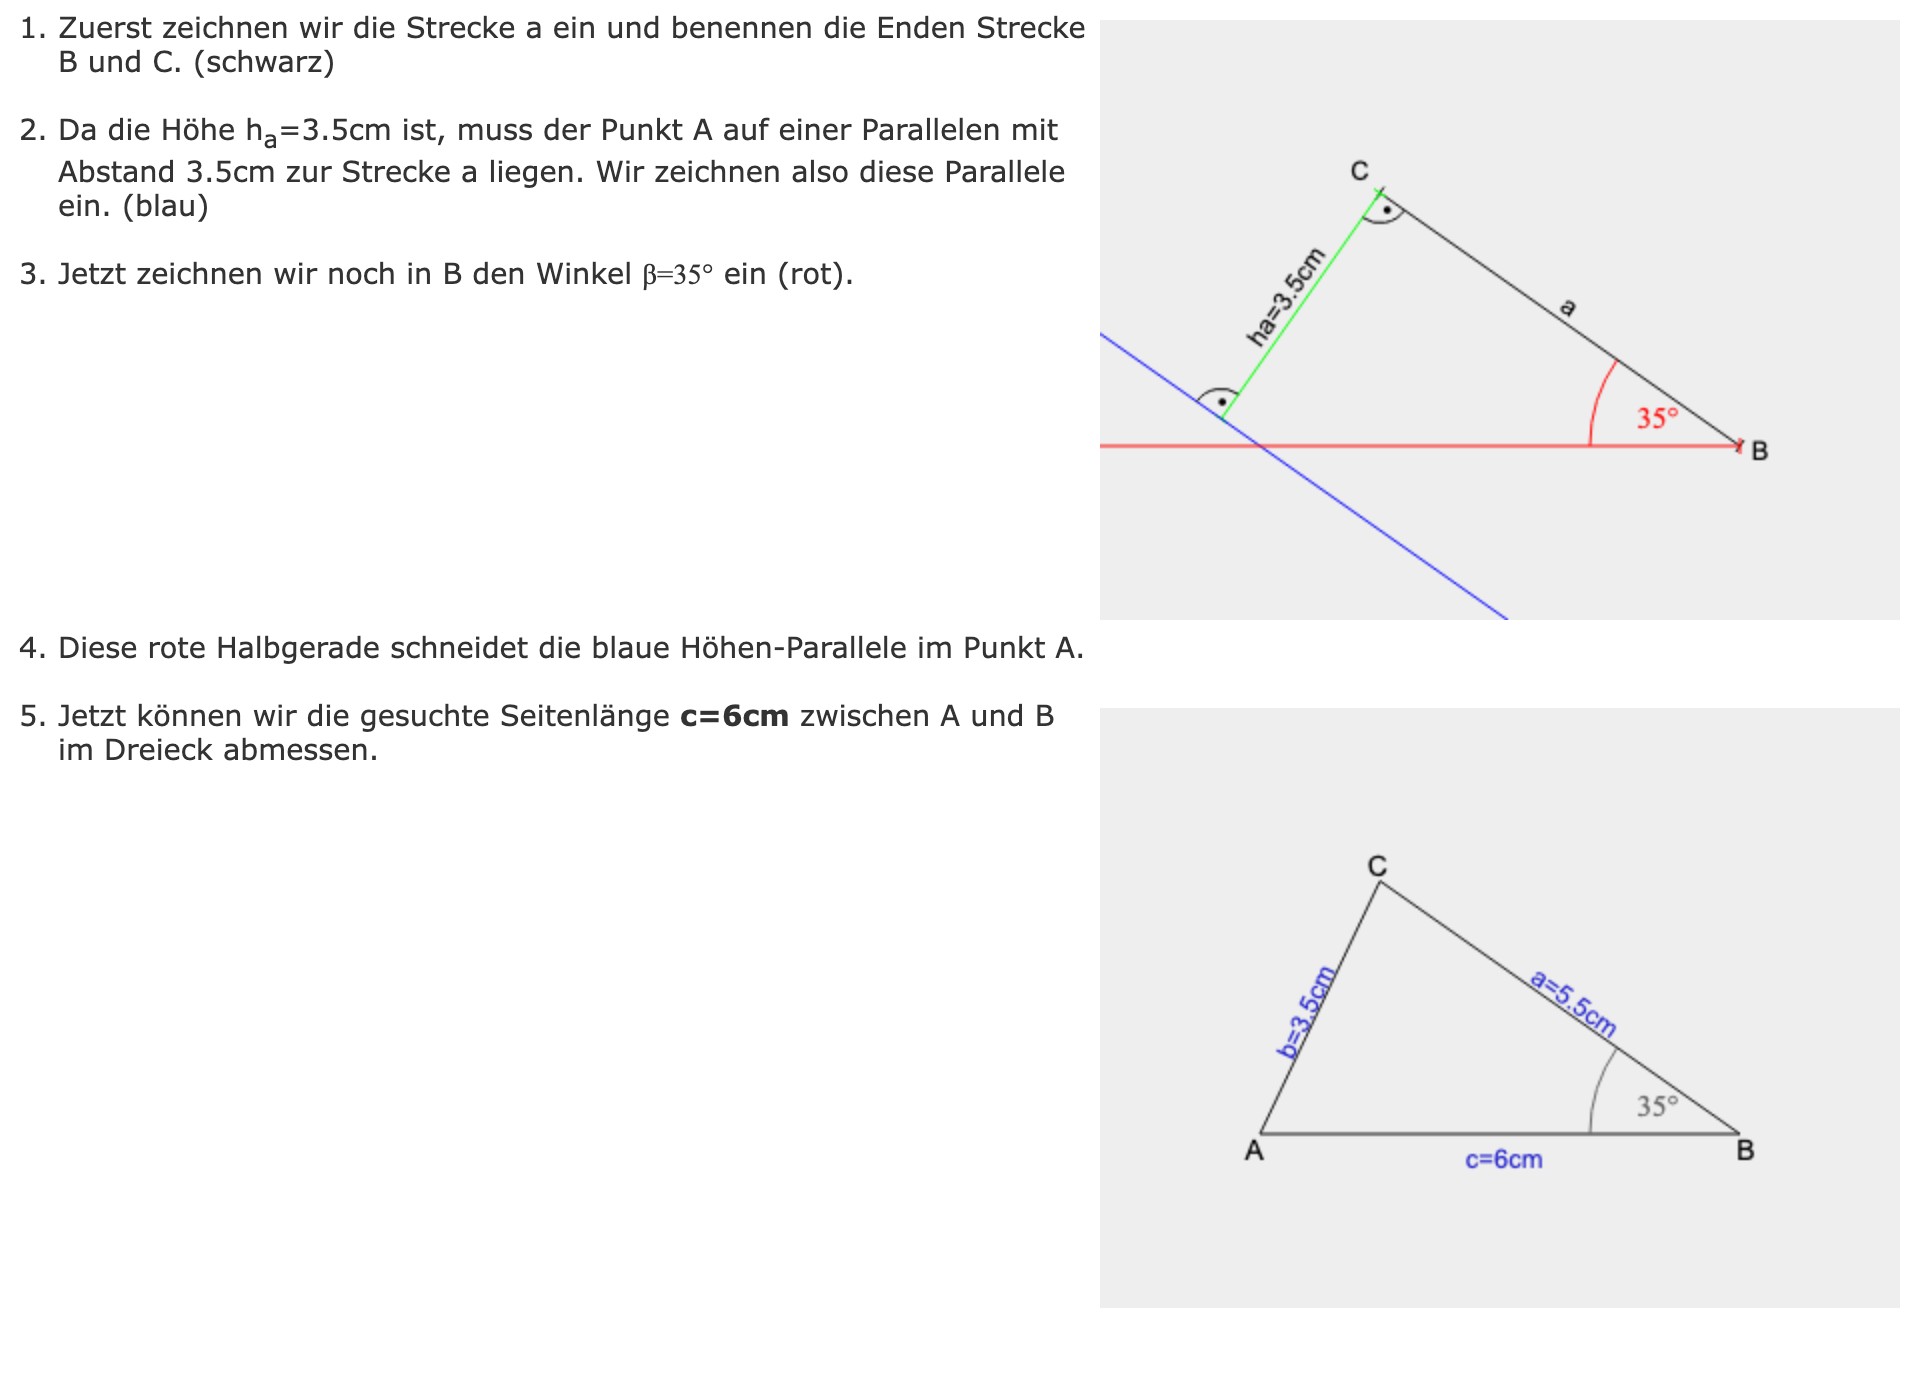 1. Zuerst zeichnen wir die Strecke a ein und benennen die Enden Strecke
B und C. (schwarz)
2. Da die Höhe hₐ=3.5cm ist, muss der Punkt A auf einer Parallelen mit
Abstand 3.5cm zur Strecke a liegen. Wir zeichnen also diese Parallele
ein. (blau)
3. Jetzt zeichnen wir noch in B den Winkel β=35° ein (rot).
C
ha=3.5cm
a
35°
B
4. Diese rote Halbgerade schneidet die blaue Höhen-Parallele im Punkt A.
5. Jetzt können wir die gesuchte Seitenlänge c=6cm zwischen A und B
im Dreieck abmessen.
C
b=3.5cm
a=5.5cm
35°
A
c=6cm
B